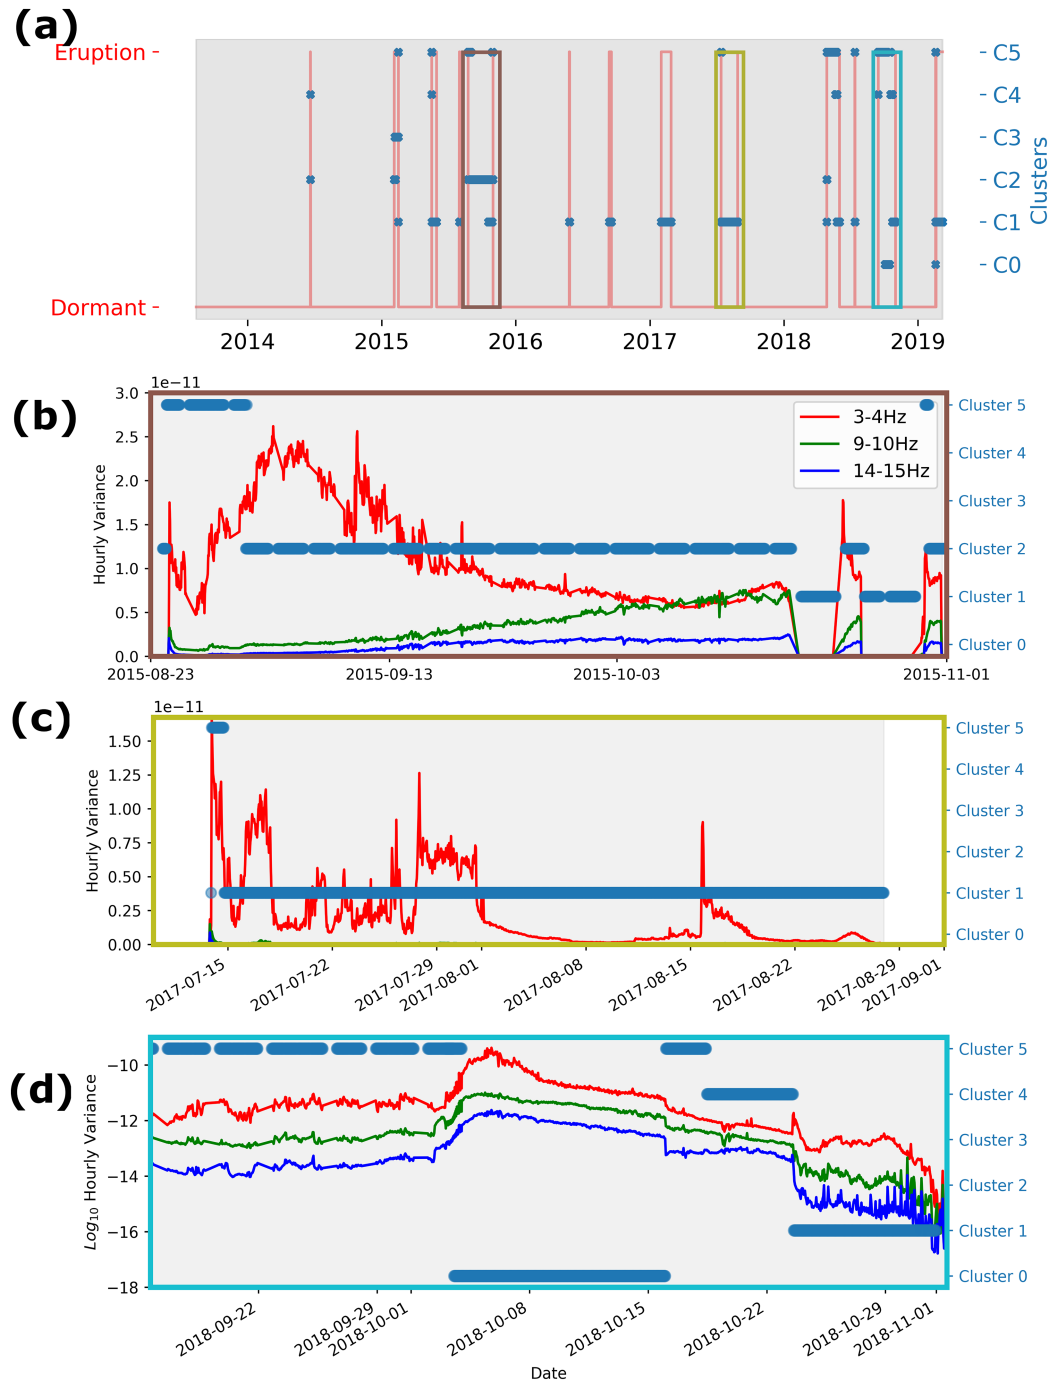 (a)
Eruption
Dormant
C5
C4
C3
C2
C1
C0
Clusters
2014 2015 2016 2017 2018 2019
(b)
1e−11
3.0
2.5
2.0
1.5
1.0
0.5
0.0
Hourly Variance
3-4Hz
9-10Hz
14-15Hz
Cluster 5
Cluster 4
Cluster 3
Cluster 2
Cluster 1
Cluster 0
2015-08-23 2015-09-13 2015-10-03 2015-11-01
(c)
1e−11
1.50
1.25
1.00
0.75
0.50
0.25
0.00
Hourly Variance
Cluster 5
Cluster 4
Cluster 3
Cluster 2
Cluster 1
Cluster 0
2017-07-15 2017-07-22 2017-07-29 2017-08-01 2017-08-08 2017-08-15 2017-08-22 2017-08-29 2017-09-01
(d)
−10
−12
−14
−16
−18
Log10 Hourly Variance
Cluster 5
Cluster 4
Cluster 3
Cluster 2
Cluster 1
Cluster 0
2018-09-22 2018-09-29 2018-10-01 2018-10-08 2018-10-15 2018-10-22 2018-10-29 2018-11-01
Date